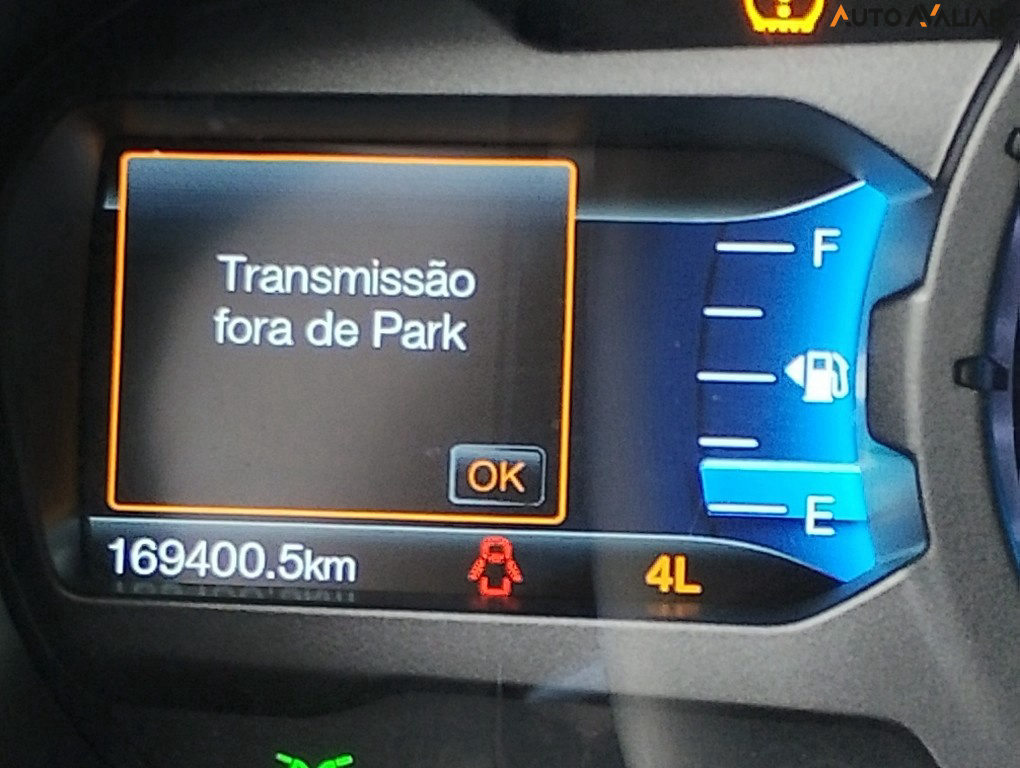 AUTO AVALIAR
Transmissão
fora de Park
OK
F
E
169400.5km
4L